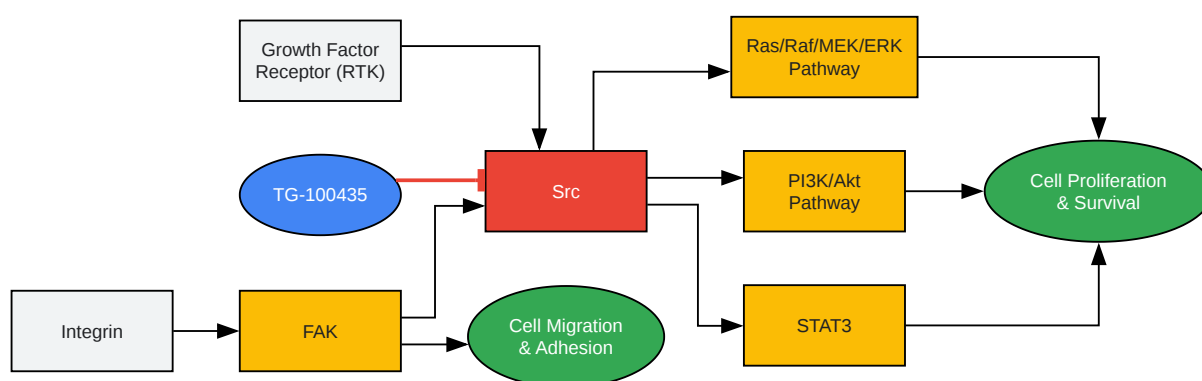 Growth Factor
Receptor (RTK)
Ras/Raf/MEK/ERK
Pathway
TG-100435
Src
PI3K/Akt
Pathway
Cell Proliferation
& Survival
Integrin
FAK
Cell Migration
& Adhesion
STAT3